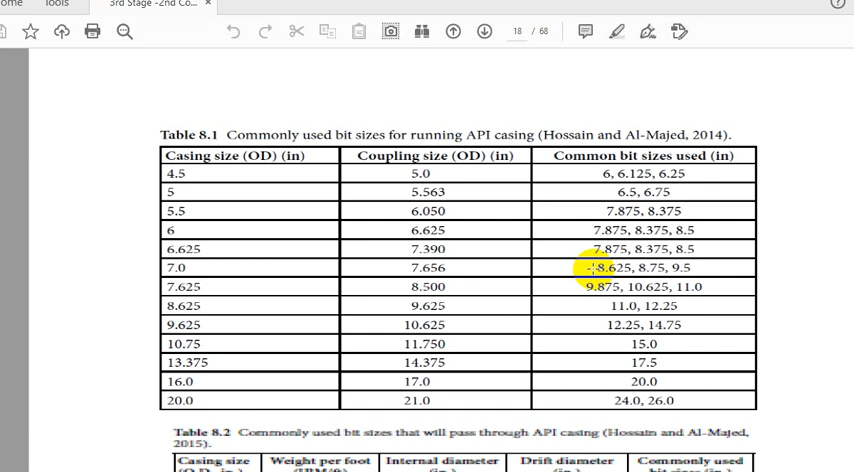 ome Tools 3rd Stage -2nd Co... ×
18 / 68
Table 8.1 Commonly used bit sizes for running API casing (Hossain and Al-Majed, 2014).
Casing size (OD) (in) Coupling size (OD) (in) Common bit sizes used (in)
4.5 5.0 6, 6.125, 6.25
5 5.563 6.5, 6.75
5.5 6.050 7.875, 8.375
6 6.625 7.875, 8.375, 8.5
6.625 7.390 7.875, 8.375, 8.5
7.0 7.656 8.625, 8.75, 9.5
7.625 8.500 9.875, 10.625, 11.0
8.625 9.625 11.0, 12.25
9.625 10.625 12.25, 14.75
10.75 11.750 15.0
13.375 14.375 17.5
16.0 17.0 20.0
20.0 21.0 24.0, 26.0
Table 8.2 Commonly used bit sizes that will pass through API casing (Hossain and Al-Majed,
2015).
Casing size Weight per foot Internal diameter Drift diameter Commonly used